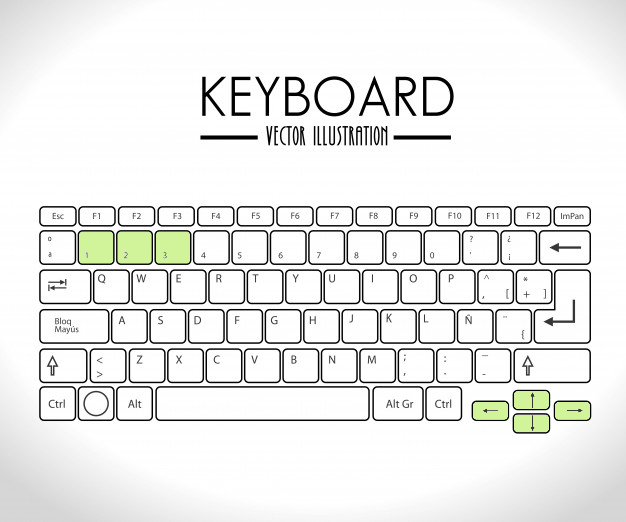 KEYBOARD
VECTOR ILLUSTRATION
Esc F1 F2 F3 F4 F5 F6 F7 F8 F9 F10 F11 F12 ImPan
º ª 1 2 3 4 5 6 7 8 9 0 ? ' ¿ ¡
Q W E R T Y U I O P ^ , [ * + ]
Bloq Mayús A S D F G H J K L Ñ ¨ {
< > Z X C V B N M ; , : . – -
Ctrl Alt Alt Gr Ctrl